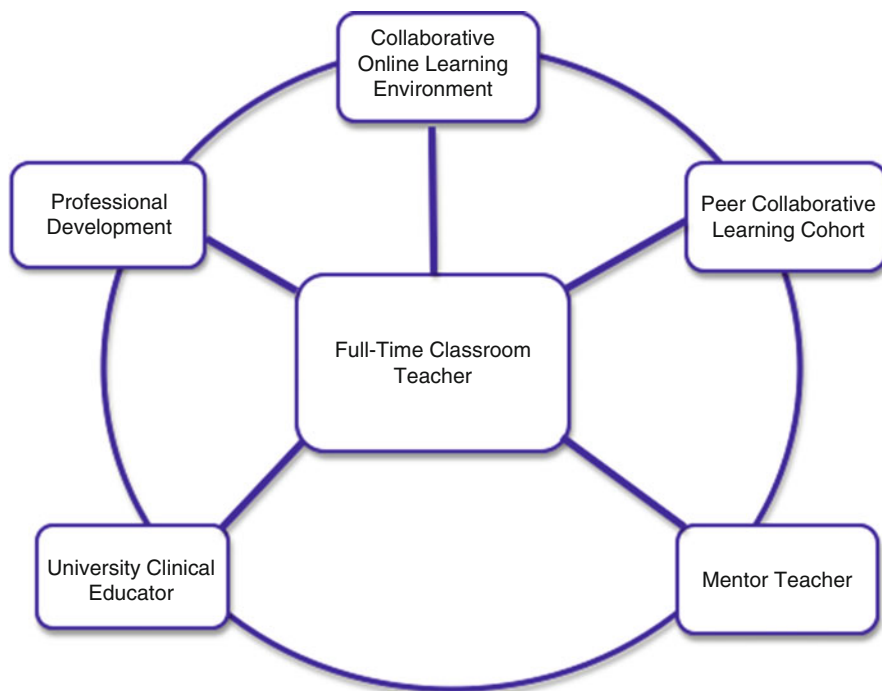 Collaborative
Online Learning
Environment
Professional
Development
Peer Collaborative
Learning Cohort
Full-Time Classroom
Teacher
University Clinical
Educator
Mentor Teacher